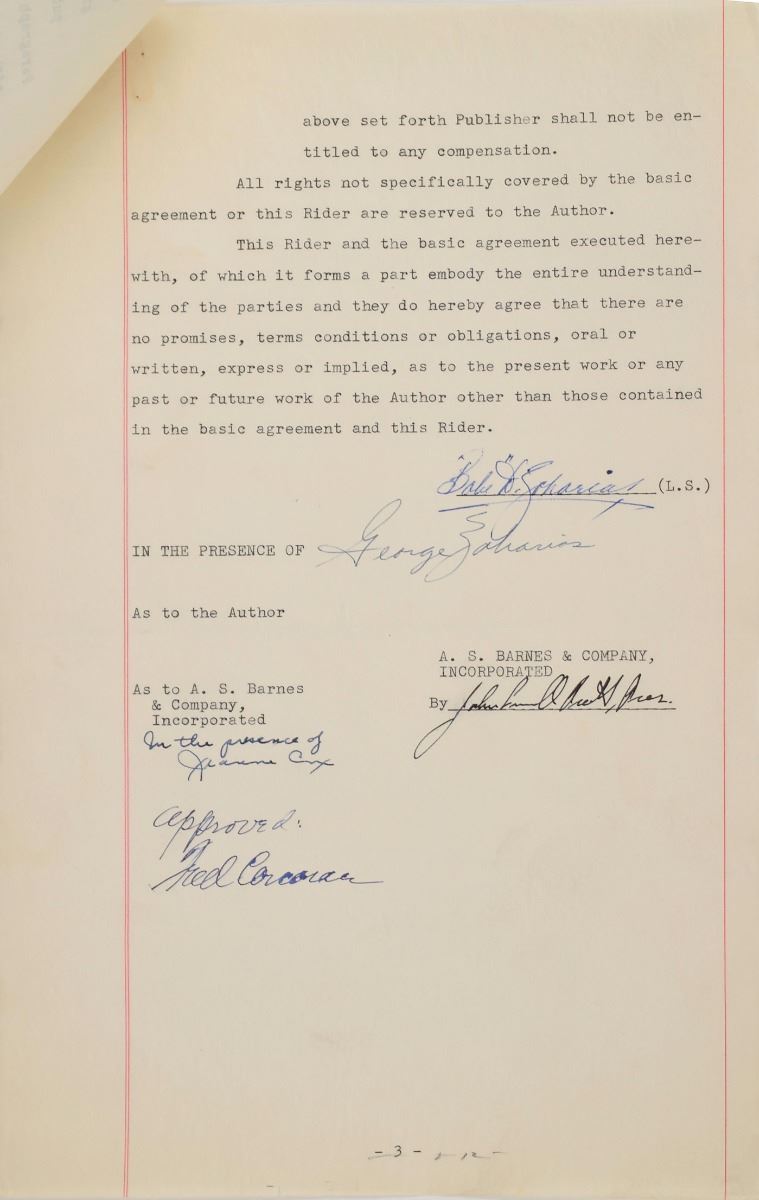 above set forth Publisher shall not be en-
titled to any compensation.
All rights not specifically covered by the basic
agreement or this Rider are reserved to the Author.
This Rider and the basic agreement executed here-
with, of which it forms a part embody the entire understand-
ing of the parties and they do hereby agree that there are
no promises, terms conditions or obligations, oral or
written, express or implied, as to the present work or any
past or future work of the Author other than those contained
in the basic agreement and this Rider.
"Babe" D. Zaharias (L.S.)
IN THE PRESENCE OF George Zaharias
As to the Author
A. S. BARNES & COMPANY,
INCORPORATED
By John Pres.
As to A. S. Barnes
& Company,
Incorporated
In the presence of
Jeanne Cox
approved:
Fred Corcoran
- 3 -